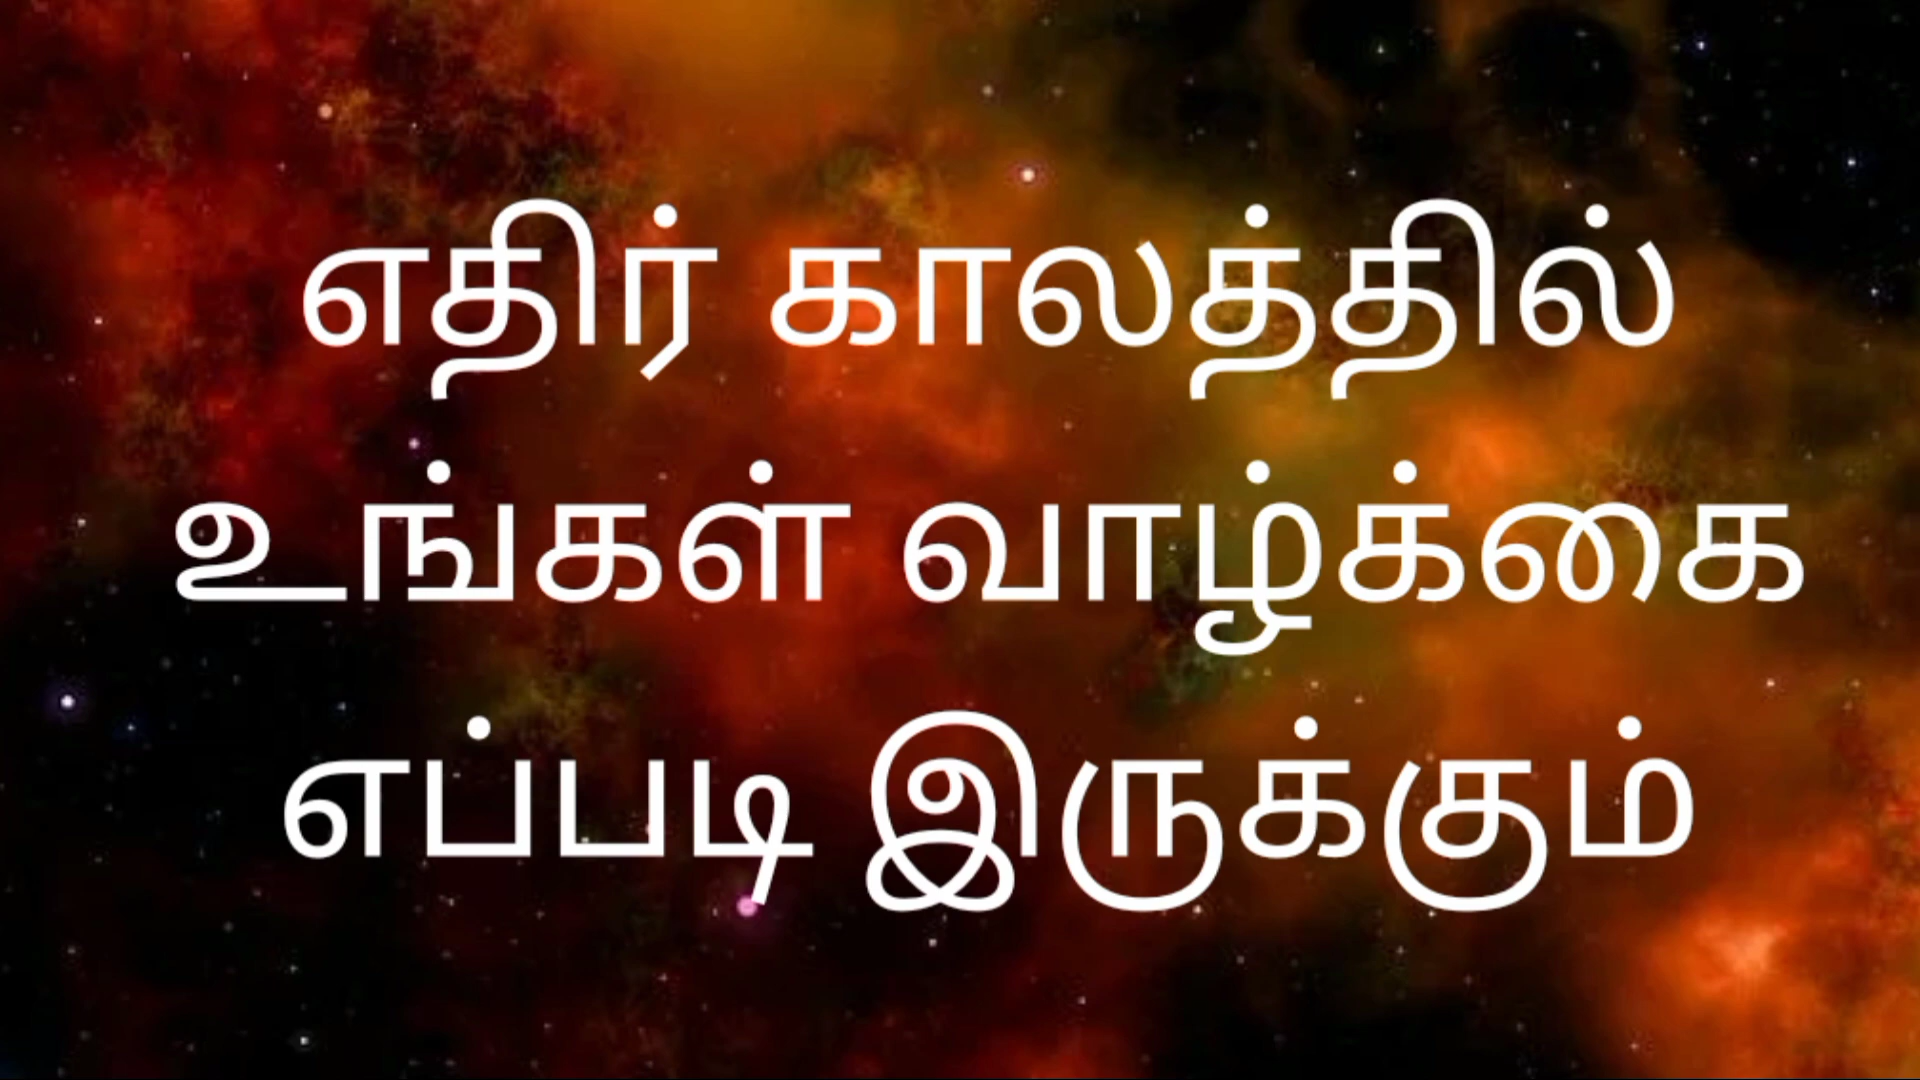 எதிர் காலத்தில்
உங்கள் வாழ்க்கை
எப்படி இருக்கும்